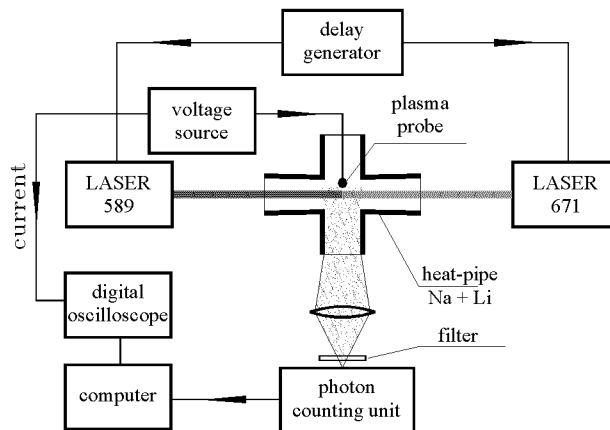 delay
generator
voltage
source
plasma
probe
LASER
589
LASER
671
current
heat-pipe
Na + Li
digital
oscilloscope
filter
computer
photon
counting unit